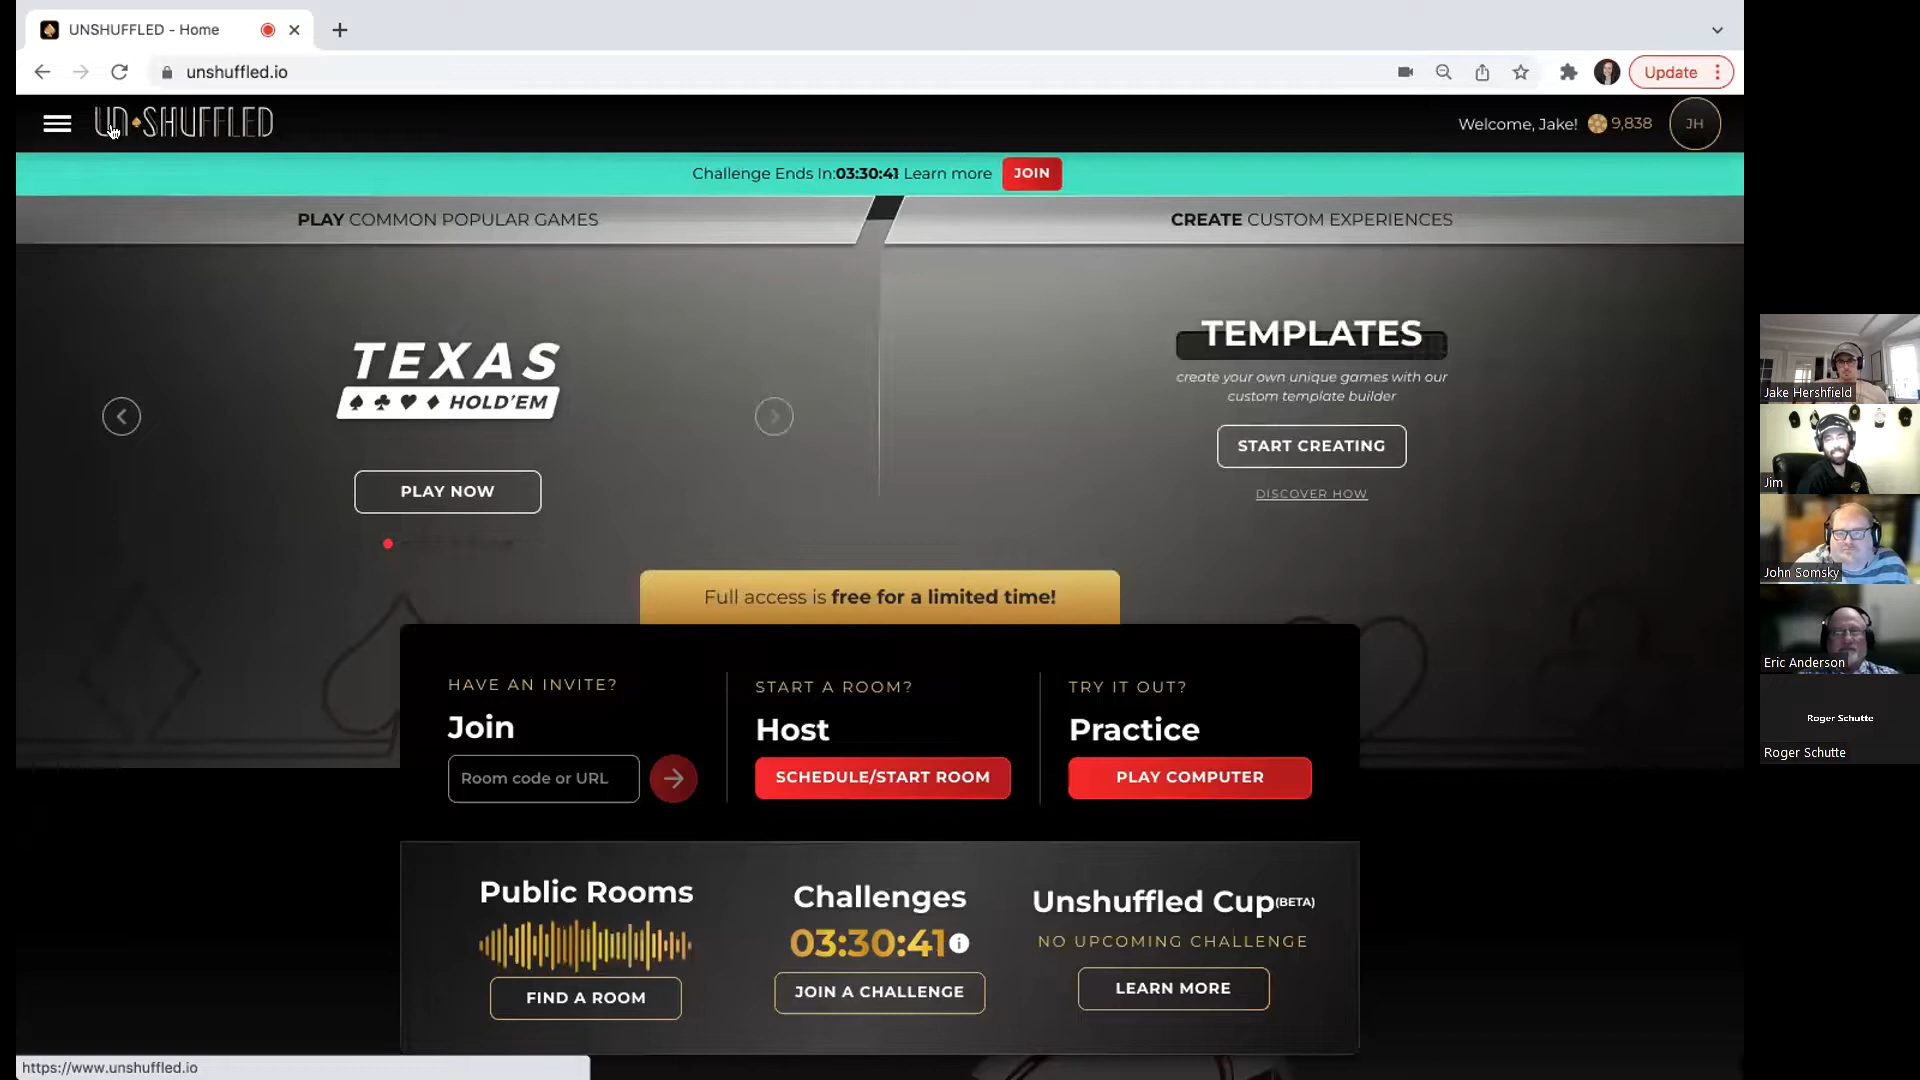 UNSHUFFLED - Home
unshuffled.io
Update
UN♠SHUFFLED
Welcome, Jake! 9,838 JH
Challenge Ends In:03:30:41 Learn more JOIN
PLAY COMMON POPULAR GAMES
CREATE CUSTOM EXPERIENCES
TEXAS
HOLD'EM
PLAY NOW
TEMPLATES
create your own unique games with our
custom template builder
START CREATING
DISCOVER HOW
Full access is free for a limited time!
HAVE AN INVITE?
Join
Room code or URL
START A ROOM?
Host
SCHEDULE/START ROOM
TRY IT OUT?
Practice
PLAY COMPUTER
Public Rooms
FIND A ROOM
Challenges
03:30:41
JOIN A CHALLENGE
Unshuffled Cup(BETA)
NO UPCOMING CHALLENGE
LEARN MORE
https://www.unshuffled.io
Jake Hershfield
Jim
John Somsky
Eric Anderson
Roger Schutte
Roger Schutte